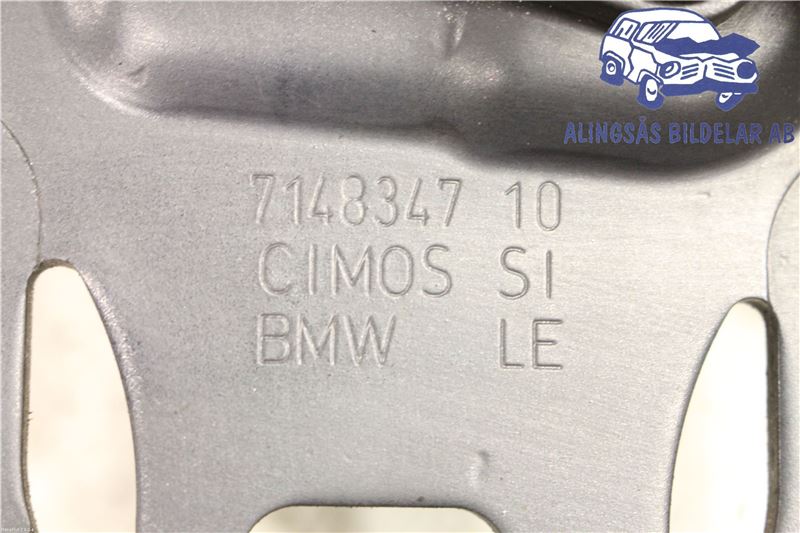 ALINGSÅS BILDELAR AB
7148347 10
CIMOS SI
BMW LE